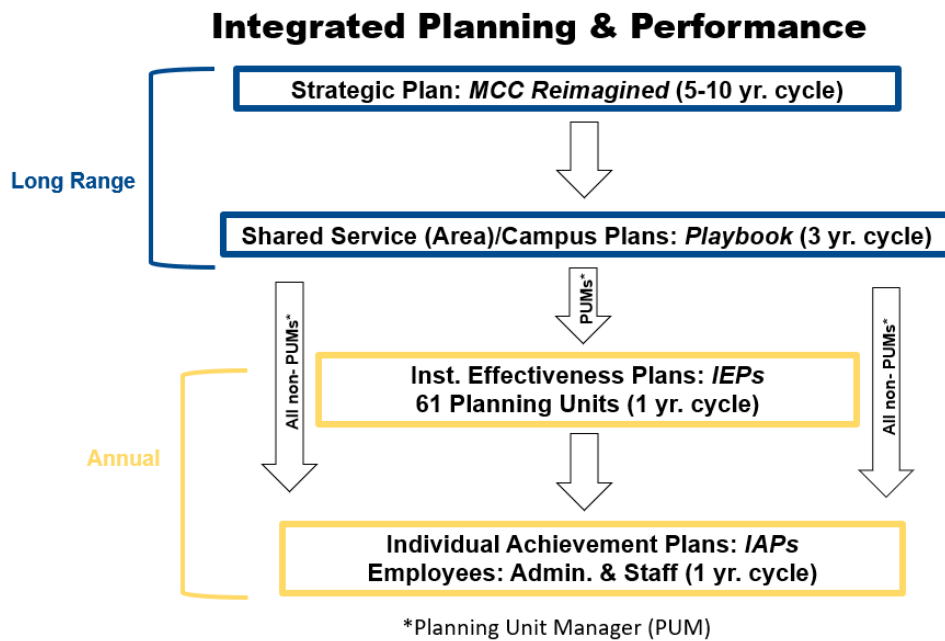 Integrated Planning & Performance
Strategic Plan: MCC Reimagined (5-10 yr. cycle)
Long Range
Shared Service (Area)/Campus Plans: Playbook (3 yr. cycle)
All non- PUMs*
PUMs*
All non- PUMs*
Inst. Effectiveness Plans: IEPs
61 Planning Units (1 yr. cycle)
Annual
Individual Achievement Plans: IAPs
Employees: Admin. & Staff (1 yr. cycle)
*Planning Unit Manager (PUM)